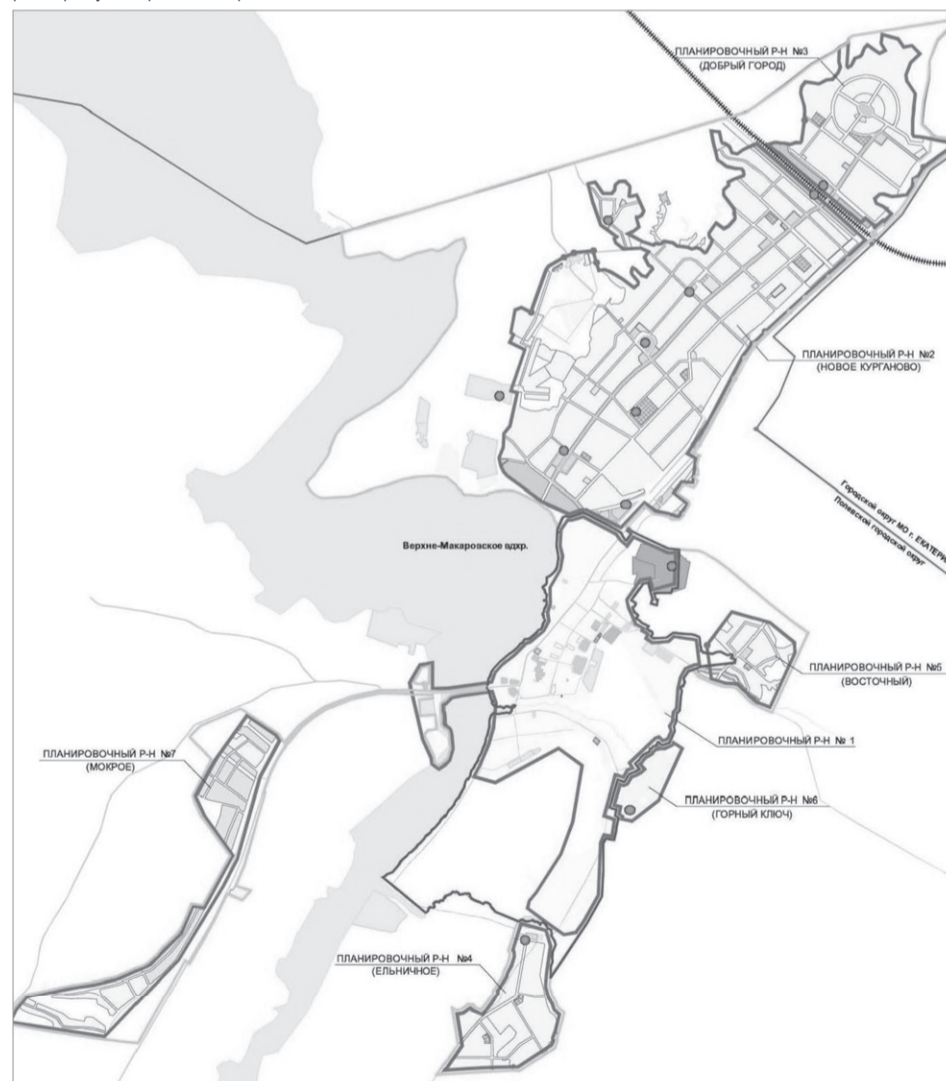 ПЛАНИРОВОЧНЫЙ Р-Н №3
(ДОБРЫЙ ГОРОД)
ПЛАНИРОВОЧНЫЙ Р-Н №2
(НОВОЕ КУРГАНОВО)
Городской округ МО г. ЕКАТЕРИ
Полевской городской округ
Верхне-Макаровское вдхр.
ПЛАНИРОВОЧНЫЙ Р-Н №5
(ВОСТОЧНЫЙ)
ПЛАНИРОВОЧНЫЙ Р-Н № 1
ПЛАНИРОВОЧНЫЙ Р-Н №7
(МОКРОЕ)
ПЛАНИРОВОЧНЫЙ Р-Н №6
(ГОРНЫЙ КЛЮЧ)
ПЛАНИРОВОЧНЫЙ Р-Н №4
(ЕЛЬНИЧНОЕ)